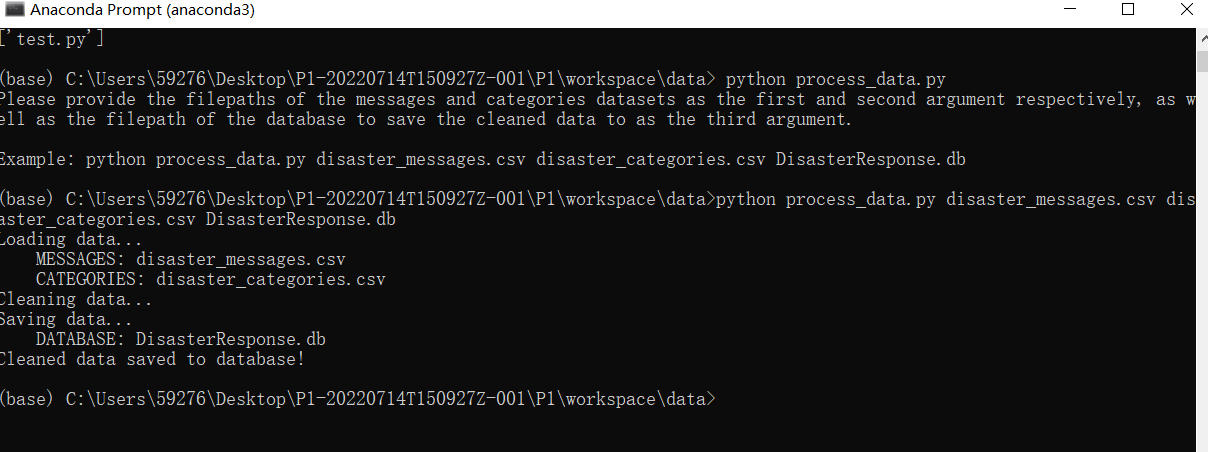 Anaconda Prompt (anaconda3)
['test.py']
(base) C:\Users\59276\Desktop\P1-20220714T150927Z-001\P1\workspace\data> python process_data.py
Please provide the filepaths of the messages and categories datasets as the first and second argument respectively, as w
ell as the filepath of the database to save the cleaned data to as the third argument.
Example: python process_data.py disaster_messages.csv disaster_categories.csv DisasterResponse.db
(base) C:\Users\59276\Desktop\P1-20220714T150927Z-001\P1\workspace\data>python process_data.py disaster_messages.csv dis
aster_categories.csv DisasterResponse.db
Loading data...
    MESSAGES: disaster_messages.csv
    CATEGORIES: disaster_categories.csv
Cleaning data...
Saving data...
    DATABASE: DisasterResponse.db
Cleaned data saved to database!
(base) C:\Users\59276\Desktop\P1-20220714T150927Z-001\P1\workspace\data>